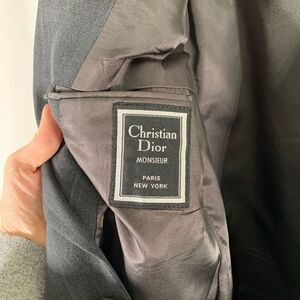 Christian
Dior
MONSIEUR
PARIS
NEW YORK